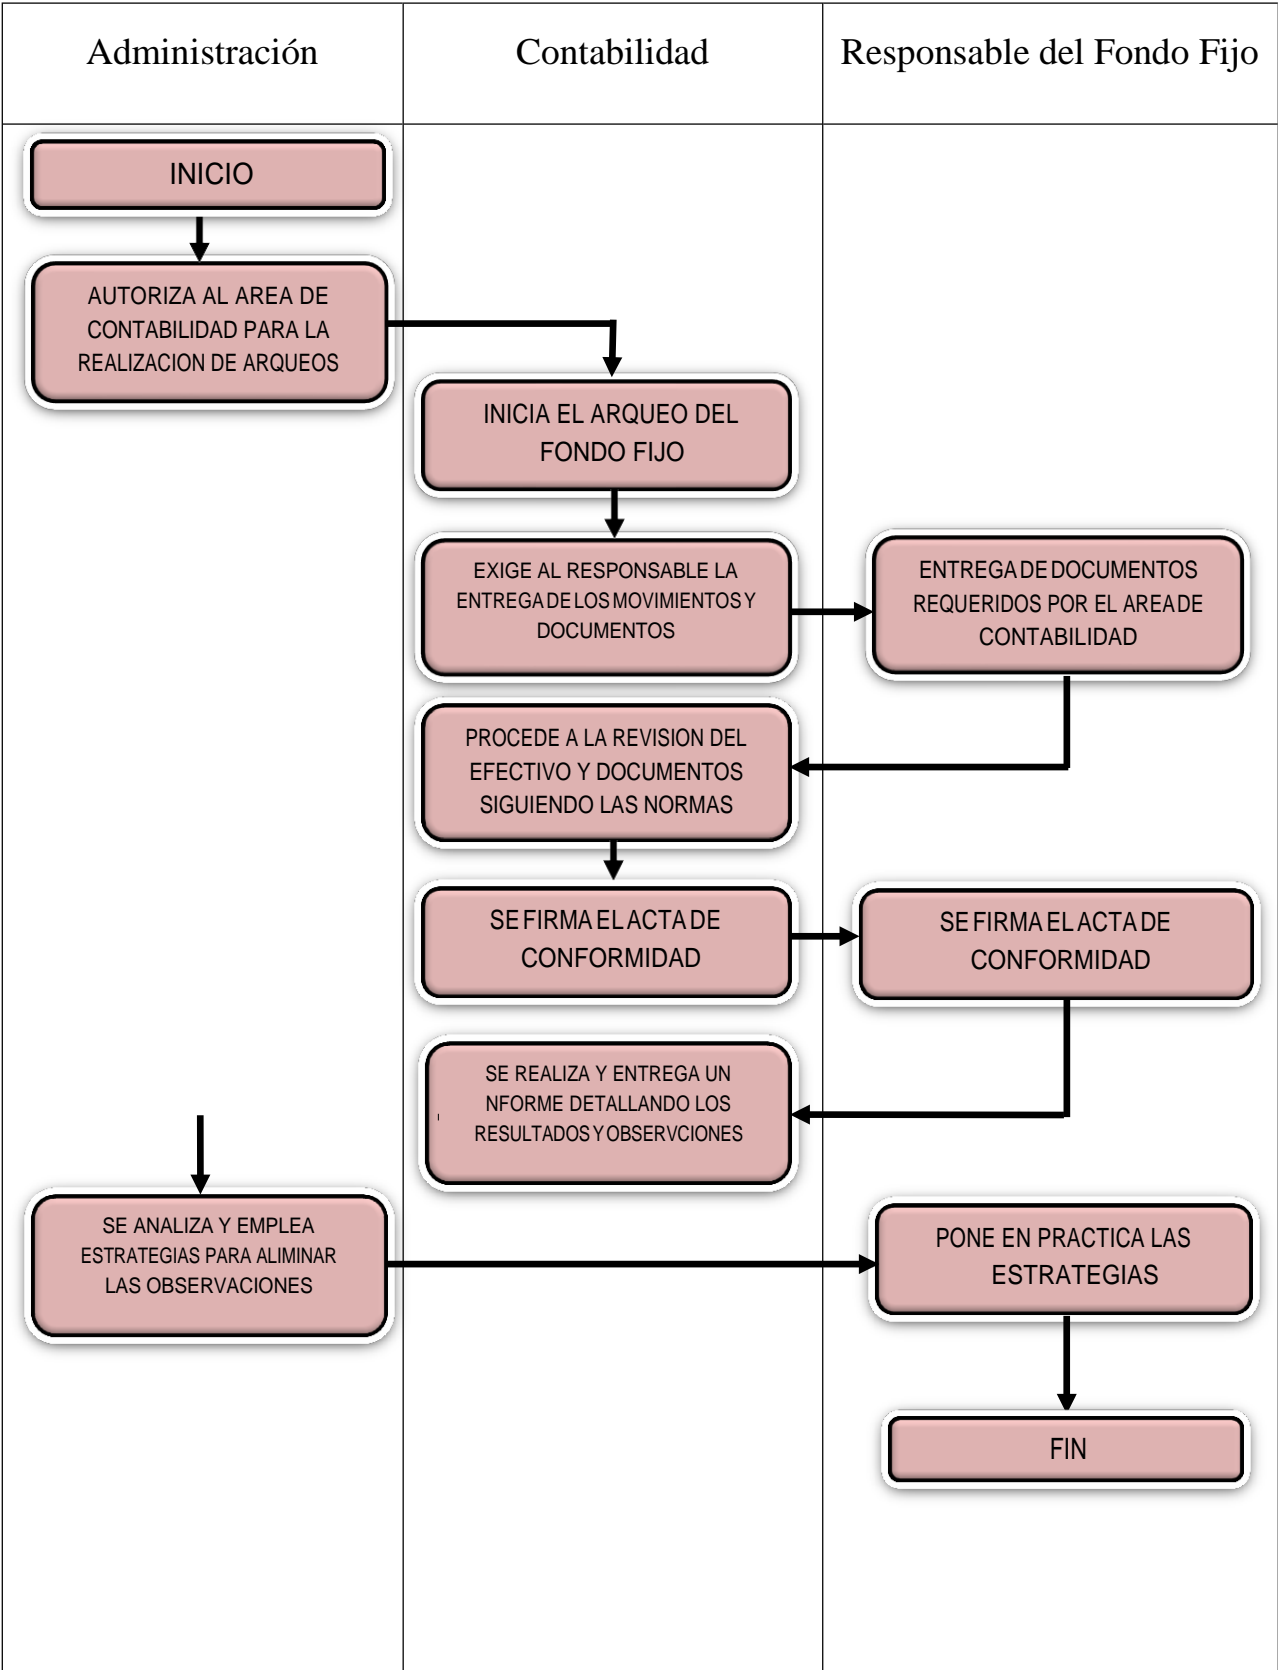 Administración
Contabilidad
Responsable del Fondo Fijo
INICIO
AUTORIZA AL AREA DE
CONTABILIDAD PARA LA
REALIZACION DE ARQUEOS
INICIA EL ARQUEO DEL
FONDO FIJO
EXIGE AL RESPONSABLE LA
ENTREGA DE LOS MOVIMIENTOS Y
DOCUMENTOS
ENTREGA DE DOCUMENTOS
REQUERIDOS POR EL AREA DE
CONTABILIDAD
PROCEDE A LA REVISION DEL
EFECTIVO Y DOCUMENTOS
SIGUIENDO LAS NORMAS
SE FIRMA EL ACTA DE
CONFORMIDAD
SE FIRMA EL ACTA DE
CONFORMIDAD
SE REALIZA Y ENTREGA UN
NFORME DETALLANDO LOS
RESULTADOS Y OBSERVCIONES
SE ANALIZA Y EMPLEA
ESTRATEGIAS PARA ALIMINAR
LAS OBSERVACIONES
PONE EN PRACTICA LAS
ESTRATEGIAS
FIN